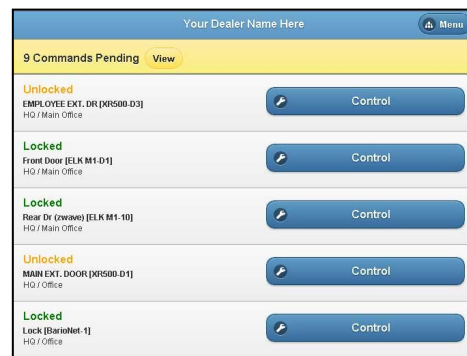 Your Dealer Name Here
Menu
9 Commands Pending View
Unlocked
EMPLOYEE EXT. DR [XR500-D3]
HQ / Main Office
Control
Locked
Front Door [ELK M1-D1]
HQ / Main Office
Control
Locked
Rear Dr (zwave) [ELK M1-10]
HQ / Main Office
Control
Unlocked
MAIN EXT. DOOR [XR500-D1]
HQ / Office
Control
Locked
Lock [BarioNet-1]
HQ / Office
Control